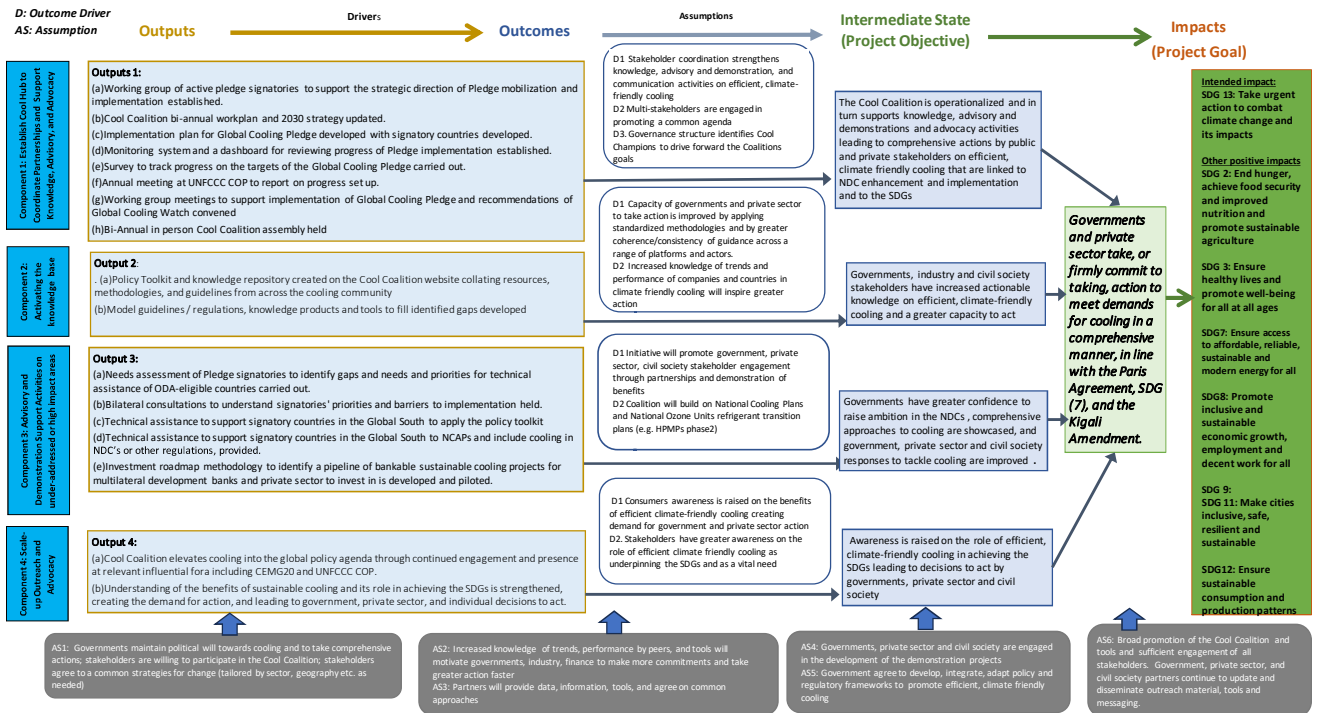 D: Outcome Driver
AS: Assumption
Outputs
Drivers
Outcomes
Assumptions
Intermediate State
(Project Objective)
Impacts
(Project Goal)
Component 1: Establish Cool Hub to
Coordinate Partnerships and Support
Knowledge, Advisory, and Advocacy
Outputs 1:
(a)Working group of active pledge signatories to support the strategic direction of Pledge mobilization and
implementation established.
(b)Cool Coalition bi-annual workplan and 2030 strategy updated.
(c)Implementation plan for Global Cooling Pledge developed with signatory countries developed.
(d)Monitoring system and a dashboard for reviewing progress of Pledge implementation established.
(e)Survey to track progress on the targets of the Global Cooling Pledge carried out.
(f)Annual meeting at UNFCCC COP to report on progress set up.
(g)Working group meetings to support implementation of Global Cooling Pledge and recommendations of
Global Cooling Watch convened
(h)Bi-Annual in person Cool Coalition assembly held
D1 Stakeholder coordination strengthens
knowledge, advisory and demonstration, and
communication activities on efficient, climate-
friendly cooling
D2 Multi-stakeholders are engaged in
promoting a common agenda
D3. Governance structure identifies Cool
Champions to drive forward the Coalitions
goals
The Cool Coalition is operationalized and in
turn supports knowledge, advisory and
demonstrations and advocacy activities
leading to comprehensive actions by public
and private stakeholders on efficient,
climate friendly cooling that are linked to
NDC enhancement and implementation
and to the SDGs
Component 2:
Activating the
knowledge base
Output 2:
. (a)Policy Toolkit and knowledge repository created on the Cool Coalition website collating resources,
methodologies, and guidelines from across the cooling community
(b)Model guidelines / regulations, knowledge products and tools to fill identified gaps developed
D1 Capacity of governments and private sector
to take action is improved by applying
standardized methodologies and by greater
coherence/consistency of guidance across a
range of platforms and actors.
D2 Increased knowledge of trends and
performance of companies and countries in
climate friendly cooling will inspire greater
action
Governments, industry and civil society
stakeholders have increased actionable
knowledge on efficient, climate-friendly
cooling and a greater capacity to act
Component 3: Advisory and
Demonstration Support Activities on
under-addressed or high impact areas
Output 3:
(a)Needs assessment of Pledge signatories to identify gaps and needs and priorities for technical
assistance of ODA-eligible countries carried out.
(b)Bilateral consultations to understand signatories' priorities and barriers to implementation held.
(c)Technical assistance to support signatory countries in the Global South to apply the policy toolkit
(d)Technical assistance to support signatory countries in the Global South to NCAPs and include cooling in
NDC's or other regulations, provided.
(e)Investment roadmap methodology to identify a pipeline of bankable sustainable cooling projects for
multilateral development banks and private sector to invest in is developed and piloted.
D1 Initiative will promote government, private
sector, civil society stakeholder engagement
through partnerships and demonstration of
benefits
D2 Coalition will build on National Cooling Plans
and National Ozone Units refrigerant transition
plans (e.g. HPMPs phase2)
Governments have greater confidence to
raise ambition in the NDCs , comprehensive
approaches to cooling are showcased, and
government, private sector and civil society
responses to tackle cooling are improved .
Component 4: Scale-
up Outreach and
Advocacy
Output 4:
(a)Cool Coalition elevates cooling into the global policy agenda through continued engagement and presence
at relevant influential fora including CEMG20 and UNFCCC COP.
(b)Understanding of the benefits of sustainable cooling and its role in achieving the SDGs is strengthened,
creating the demand for action, and leading to government, private sector, and individual decisions to act.
D1 Consumers awareness is raised on the benefits
of efficient climate-friendly cooling creating
demand for government and private sector action
D2. Stakeholders have greater awareness on
the role of efficient climate friendly cooling as
underpinning the SDGs and as a vital need
Awareness is raised on the role of efficient,
climate-friendly cooling in achieving the
SDGs leading to decisions to act by
governments, private sector and civil
society
Governments
and private
sector take, or
firmly commit to
taking, action to
meet demands
for cooling in a
comprehensive
manner, in line
with the Paris
Agreement, SDG
(7), and the
Kigali
Amendment.
Intended impact:
SDG 13: Take urgent
action to combat
climate change and
its impacts
Other positive impacts
SDG 2: End hunger,
achieve food security
and improved
nutrition and
promote sustainable
agriculture
SDG 3: Ensure
healthy lives and
promote well-being
for all at all ages
SDG7: Ensure access
to affordable, reliable,
sustainable and
modern energy for all
SDG8: Promote
inclusive and
sustainable
economic growth,
employment and
decent work for all
SDG 9:
SDG 11: Make cities
inclusive, safe,
resilient and
sustainable
SDG12: Ensure
sustainable
consumption and
production patterns
AS1: Governments maintain political will towards cooling and to take comprehensive
actions; stakeholders are willing to participate in the Cool Coalition; stakeholders
agree to a common strategies for change (tailored by sector, geography etc. as
needed)
AS2: Increased knowledge of trends, performance by peers, and tools will
motivate governments, industry, finance to make more commitments and take
greater action faster
AS3: Partners will provide data, information, tools, and agree on common
approaches
AS4: Governments, private sector and civil society are engaged
in the development of the demonstration projects
AS5: Government agree to develop, integrate, adapt policy and
regulatory frameworks to promote efficient, climate friendly
cooling
AS6: Broad promotion of the Cool Coalition and
tools and sufficient engagement of all
stakeholders. Government, private sector, and
civil society partners continue to update and
disseminate outreach material, tools and
messaging.